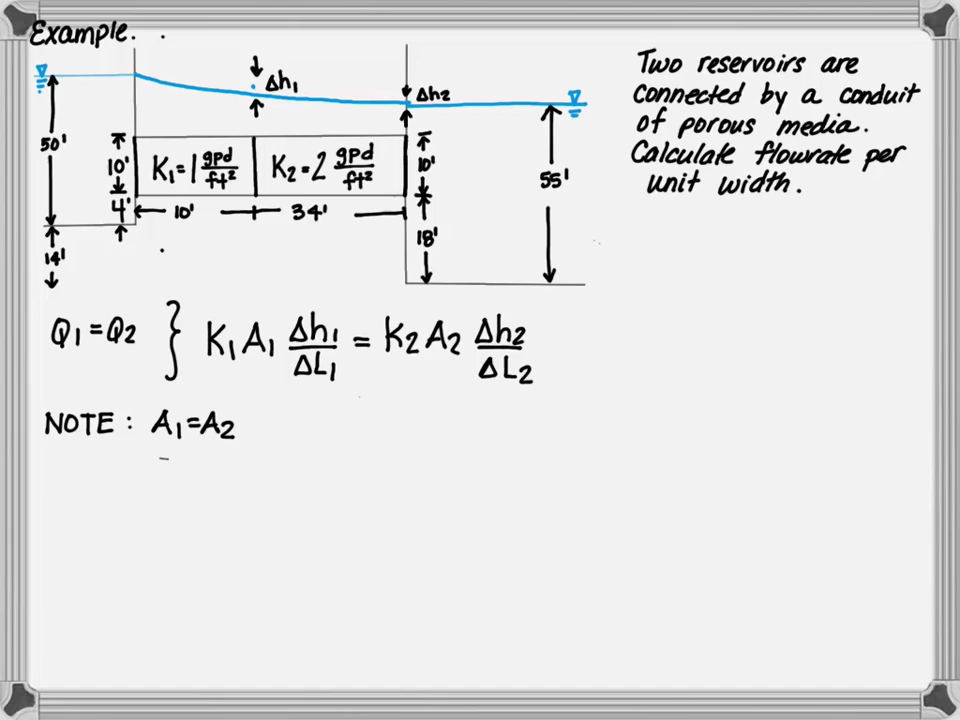 Example.
Two reservoirs are
connected by a conduit
of porous media.
Calculate flowrate per
unit width.
Δh1
Δh2
50'
10'
K1=1 gpd/ft²
K2=2 gpd/ft²
10'
55'
4'
10'
34'
18'
14'
Q1=Q2 } K1 A1 Δh1/ΔL1 = K2 A2 Δh2/ΔL2
NOTE: A1=A2